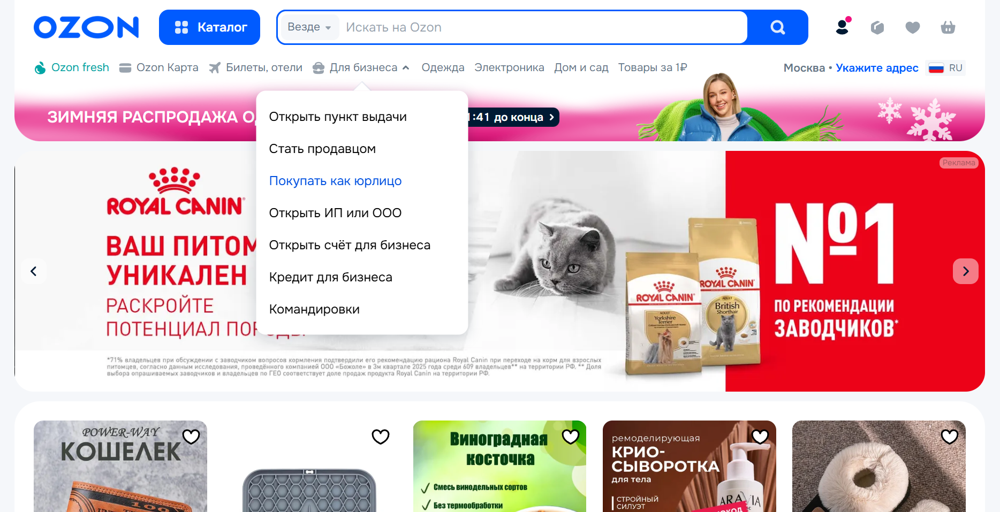 OZON
Каталог
Везде
Искать на Ozon
Ozon fresh
Ozon Карта
Билеты, отели
Для бизнеса
Одежда
Электроника
Дом и сад
Товары за 1₽
Москва • Укажите адрес
RU
ЗИМНЯЯ РАСПРОДАЖА
:41 до конца
Открыть пункт выдачи
Стать продавцом
Покупать как юрлицо
Открыть ИП или ООО
Открыть счёт для бизнеса
Кредит для бизнеса
Командировки
Реклама
ROYAL CANIN
ВАШ ПИТОМ
УНИКАЛЕН
РАСКРОЙТЕ
ПОТЕНЦИАЛ
*71% владельцев при обсуждении с заводчиком вопросов кормления подтвердили его рекомендацию рациона Royal Canin при переходе на корм для взрослых
питомцев, согласно данным исследования, проведённого компанией ООО «Божоле» в 3м квартале 2025 года среди 609 владельцев** на территории РФ. ** Доля
выбора опрашиваемых заводчиков и владельцев по ГЕО соответствует доле продаж продукта Royal Canin на территории РФ.
ROYAL CANIN
ADULT
Yorkshire
Terrier
ROYAL CANIN
ADULT
British
Shorthair
№1
ПО РЕКОМЕНДАЦИИ
ЗАВОДЧИКОВ*
POWER-WAY
КОШЕЛЕК
100
Виноградная
косточка
Смесь винодельных сортов
Без термообработки
ремоделирующая
КРИО-
СЫВОРОТКА
для тела
СТРОЙНЫЙ
СИЛУЭТ
ARAVIA